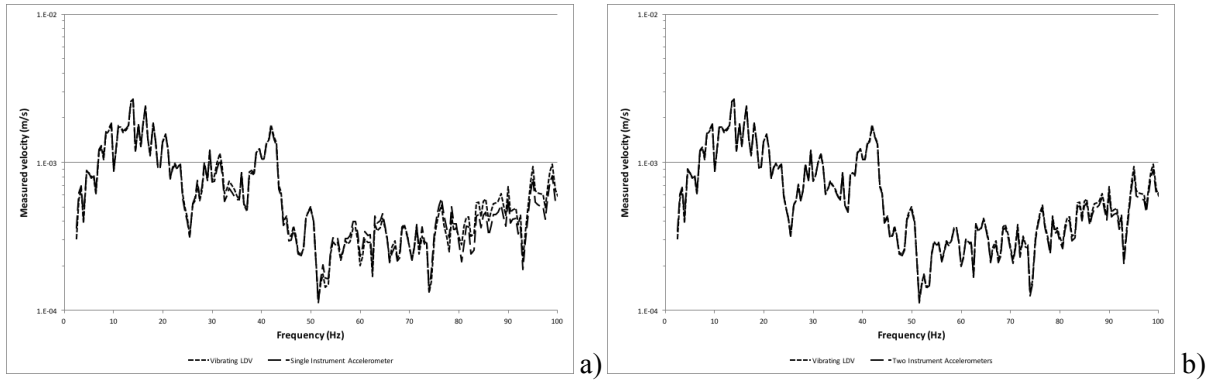 1.E-02
1.E-03
1.E-04
Measured velocity (m/s)
0 10 20 30 40 50 60 70 80 90 100
Frequency (Hz)
Vibrating LDV Single Instrument Accelerometer
a)
1.E-02
1.E-03
1.E-04
Measured velocity (m/s)
0 10 20 30 40 50 60 70 80 90 100
Frequency (Hz)
Vibrating LDV Two Instrument Accelerometers
b)